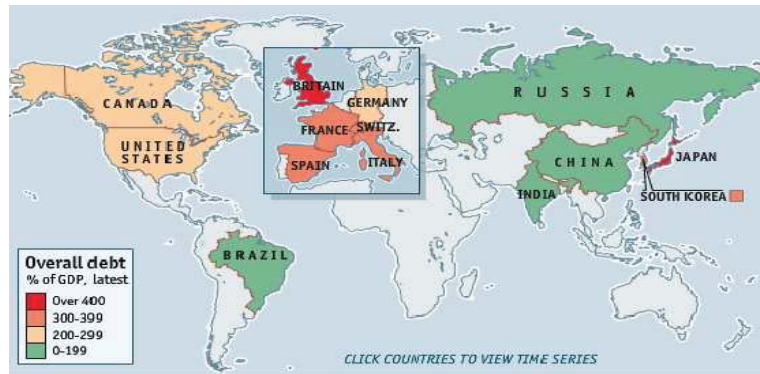 CANADA
UNITED
STATES
BRITAIN
GERMANY
FRANCE
SWITZ.
SPAIN
ITALY
RUSSIA
CHINA
JAPAN
INDIA
SOUTH KOREA
BRAZIL
Overall debt
% of GDP, latest
Over 400
300-399
200-299
0-199
CLICK COUNTRIES TO VIEW TIME SERIES